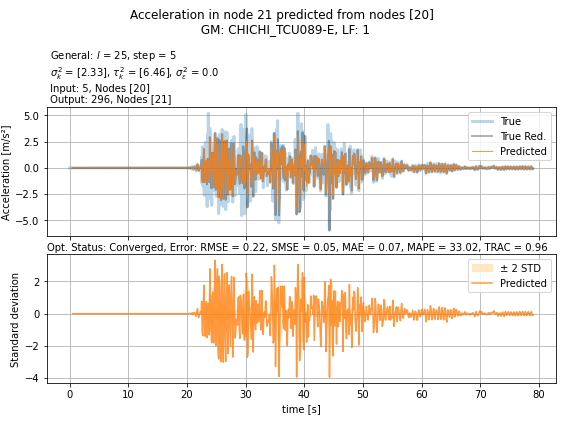 Acceleration in node 21 predicted from nodes [20]
GM: CHICHI_TCU089-E, LF: 1
General: l = 25, step = 5
σ²ₖ = [2.33], τ²ₖ = [6.46], σ²_ε = 0.0
Input: 5, Nodes [20]
Output: 296, Nodes [21]
Acceleration [m/s²]
5.0
2.5
0.0
−2.5
−5.0
True
True Red.
Predicted
Opt. Status: Converged, Error: RMSE = 0.22, SMSE = 0.05, MAE = 0.07, MAPE = 33.02, TRAC = 0.96
Standard deviation
2
0
−2
−4
± 2 STD
Predicted
0 10 20 30 40 50 60 70 80
time [s]